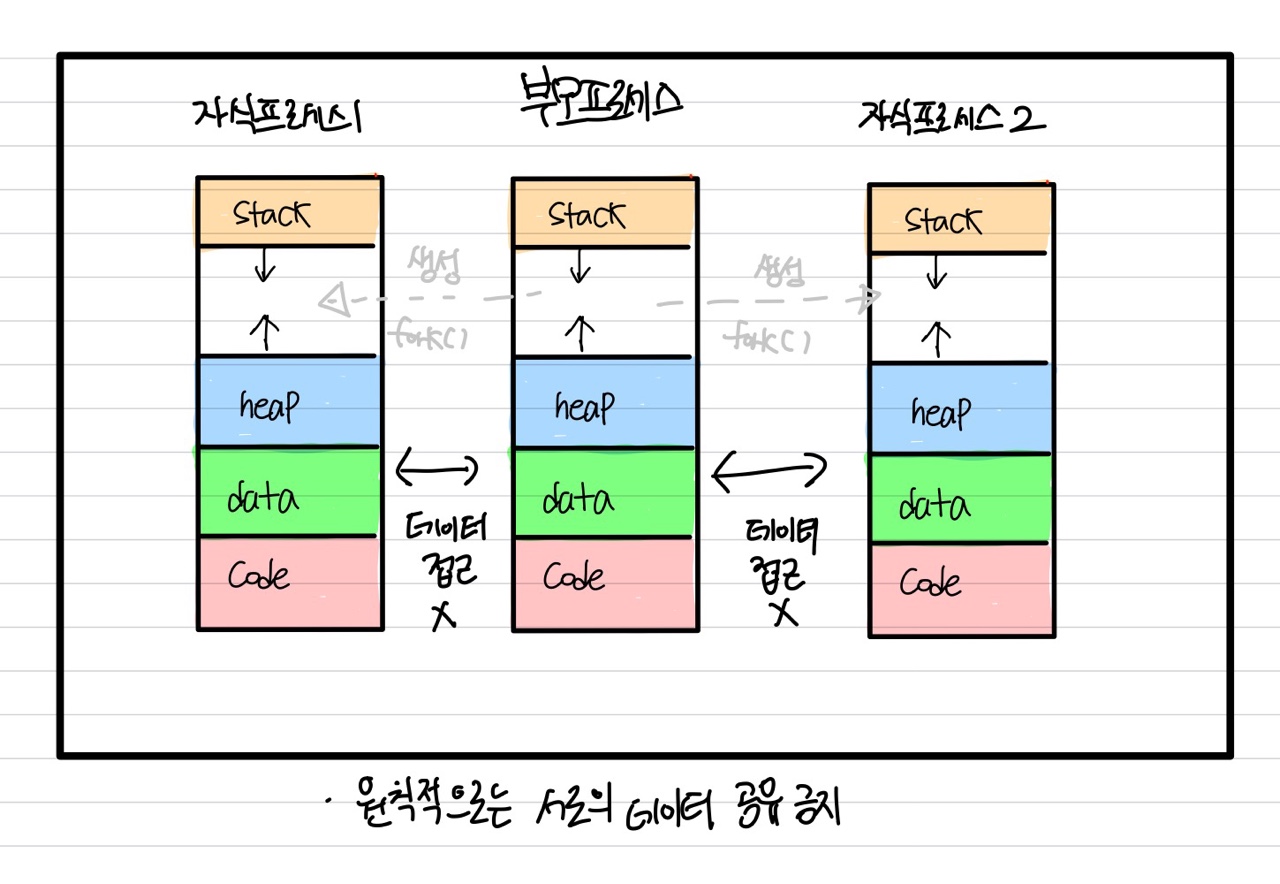 자식프로세스1
부모프로세스
자식프로세스2
stack
stack
stack
생성
fork()
생성
fork()
heap
heap
heap
data
data
data
데이터
접근
X
데이터
접근
X
Code
Code
Code
· 원칙적으로는 서로의 데이터 공유 금지